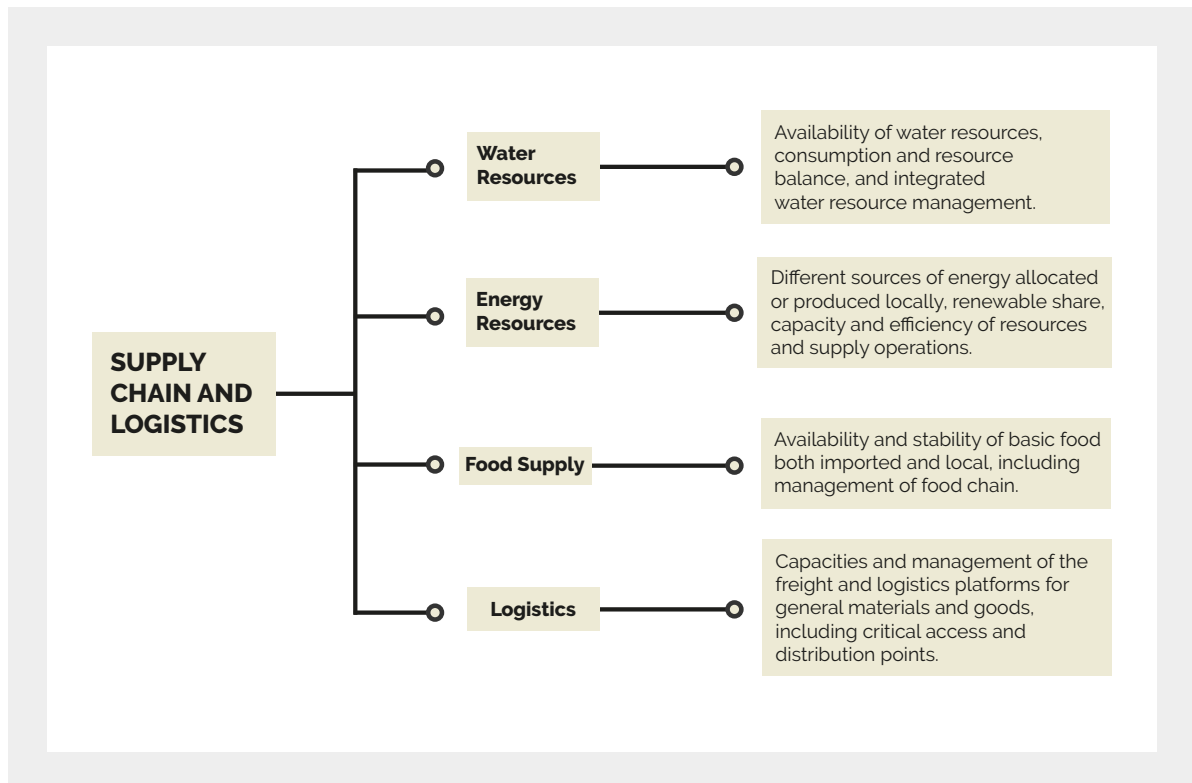 SUPPLY
CHAIN AND
LOGISTICS
Water
Resources
Availability of water resources,
consumption and resource
balance, and integrated
water resource management.
Energy
Resources
Different sources of energy allocated
or produced locally, renewable share,
capacity and efficiency of resources
and supply operations.
Food Supply
Availability and stability of basic food
both imported and local, including
management of food chain.
Logistics
Capacities and management of the
freight and logistics platforms for
general materials and goods,
including critical access and
distribution points.